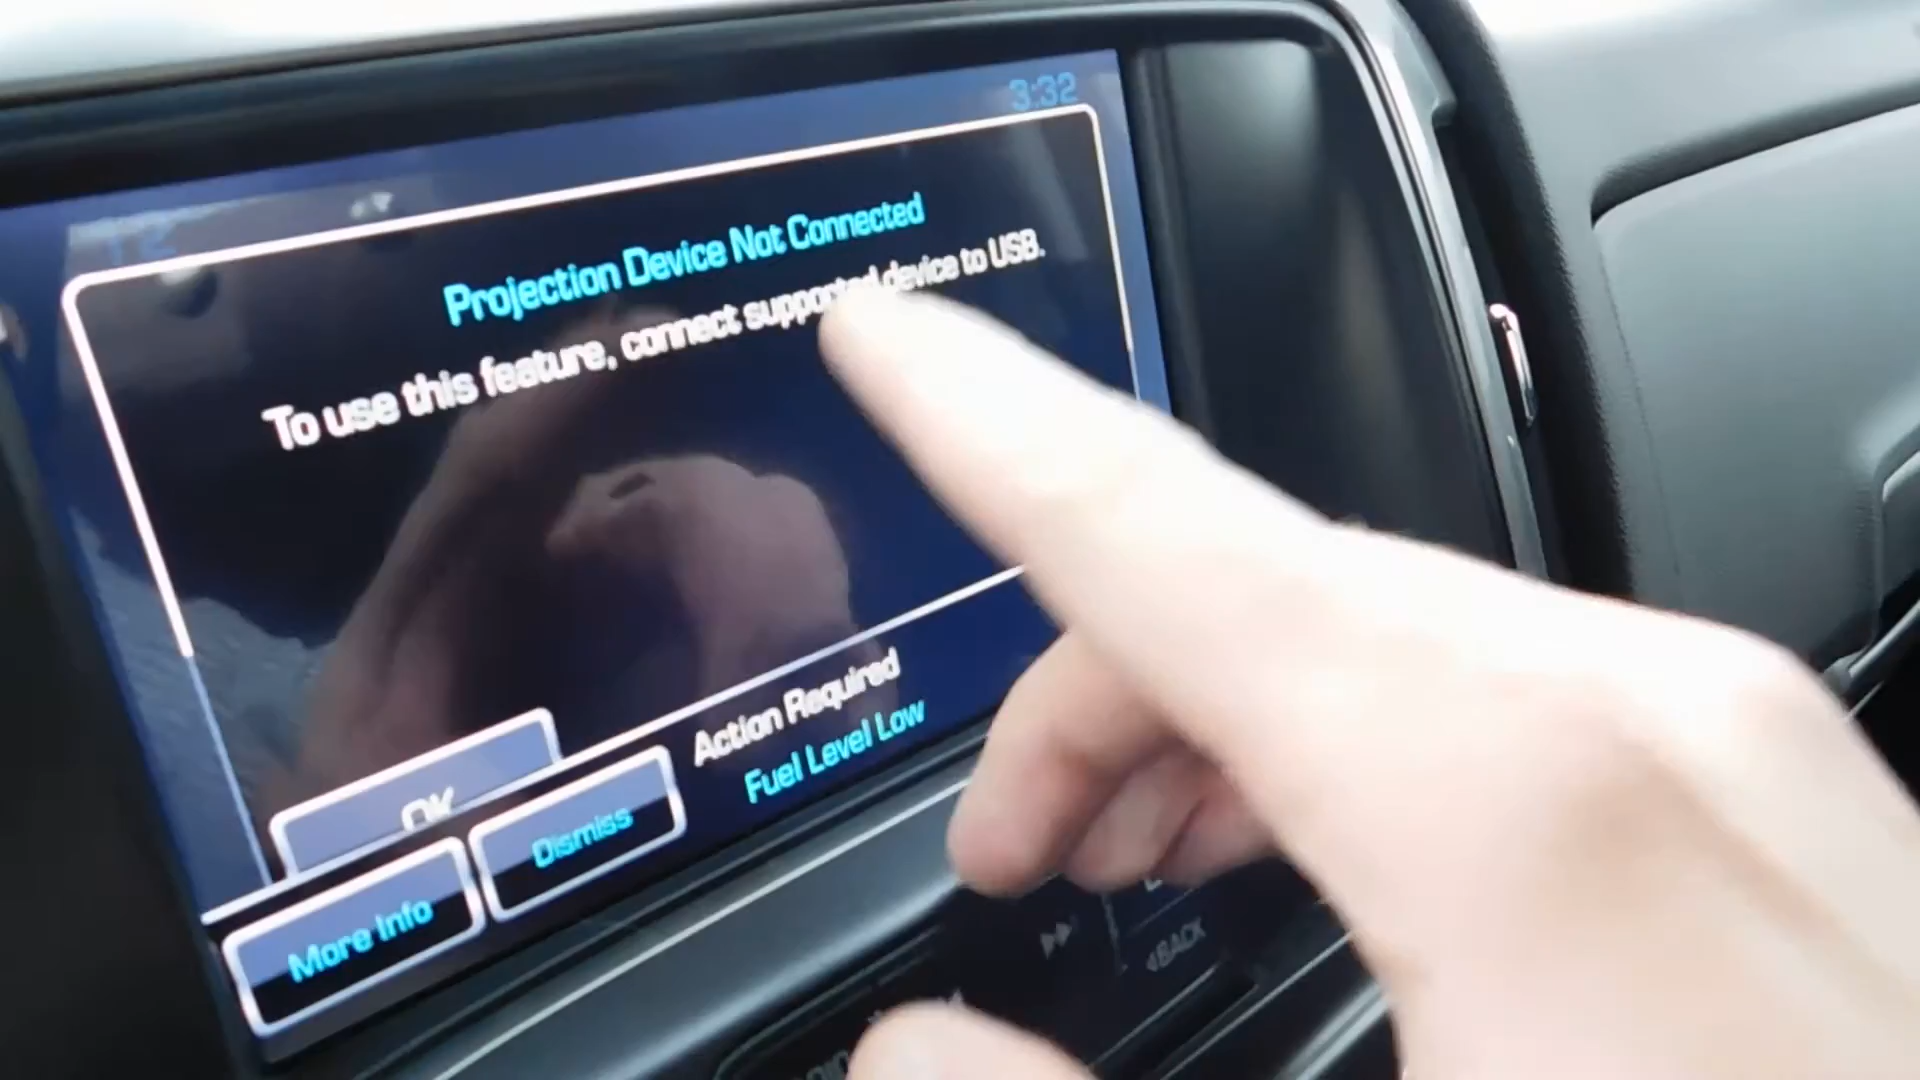 3:32
72
Projection Device Not Connected
To use this feature, connect supported device to USB.
OK
Action Required
Fuel Level Low
More Info
Dismiss
BACK